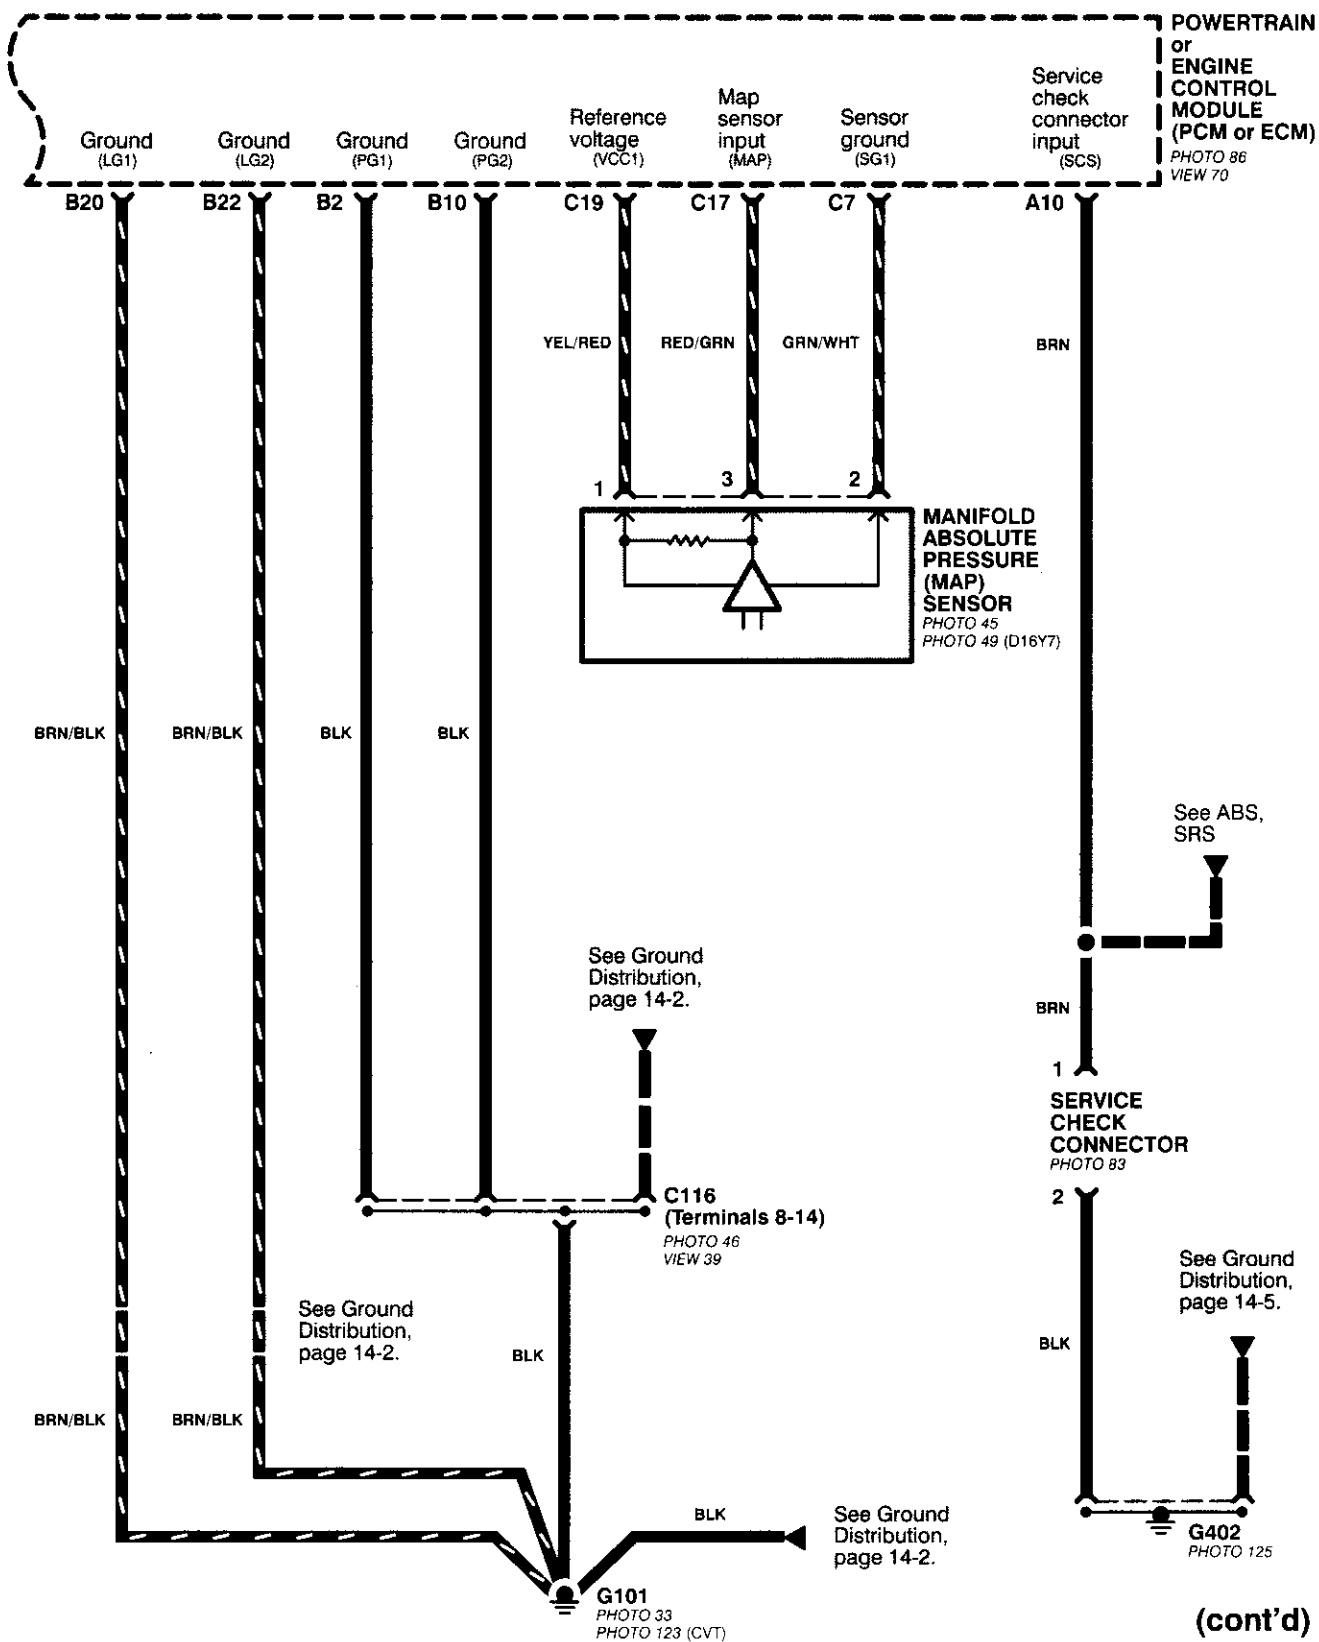 POWERTRAIN
or
ENGINE
CONTROL
MODULE
(PCM or ECM)
PHOTO 86
VIEW 70
Ground
(LG1)
Ground
(LG2)
Ground
(PG1)
Ground
(PG2)
Reference
voltage
(VCC1)
Map
sensor
input
(MAP)
Sensor
ground
(SG1)
Service
check
connector
input
(SCS)
B20
B22
B2
B10
C19
C17
C7
A10
YEL/RED
RED/GRN
GRN/WHT
BRN
1
3
2
MANIFOLD
ABSOLUTE
PRESSURE
(MAP)
SENSOR
PHOTO 45
PHOTO 49 (D16Y7)
BRN/BLK
BRN/BLK
BLK
BLK
See ABS,
SRS
See Ground
Distribution,
page 14-2.
BRN
1
SERVICE
CHECK
CONNECTOR
PHOTO 83
2
C116
(Terminals 8-14)
PHOTO 46
VIEW 39
See Ground
Distribution,
page 14-5.
See Ground
Distribution,
page 14-2.
BLK
BLK
BRN/BLK
BRN/BLK
BLK
See Ground
Distribution,
page 14-2.
G402
PHOTO 125
G101
PHOTO 33
PHOTO 123 (CVT)
(cont'd)